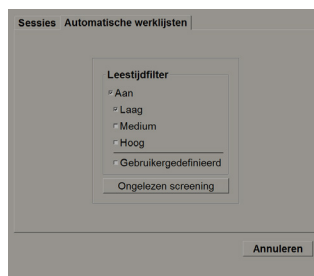 Sessies Automatische werklijsten
Leestijdfilter
Aan
Laag
Medium
Hoog
Gebruikergedefinieerd
Ongelezen screening
Annuleren